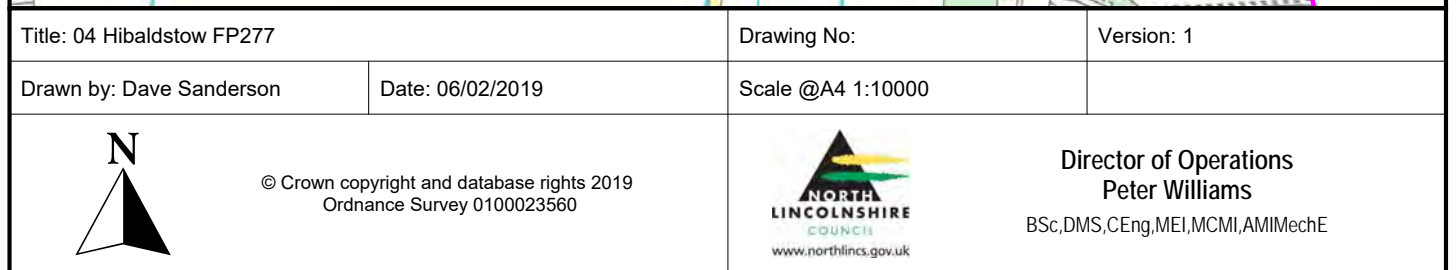 Title: 04 Hibaldstow FP277
Drawing No:
Version: 1
Drawn by: Dave Sanderson
Date: 06/02/2019
Scale @A4 1:10000
N
© Crown copyright and database rights 2019
Ordnance Survey 0100023560
NORTH
LINCOLNSHIRE
COUNCIL
www.northlincs.gov.uk
Director of Operations
Peter Williams
BSc,DMS,CEng,MEI,MCMI,AMIMechE